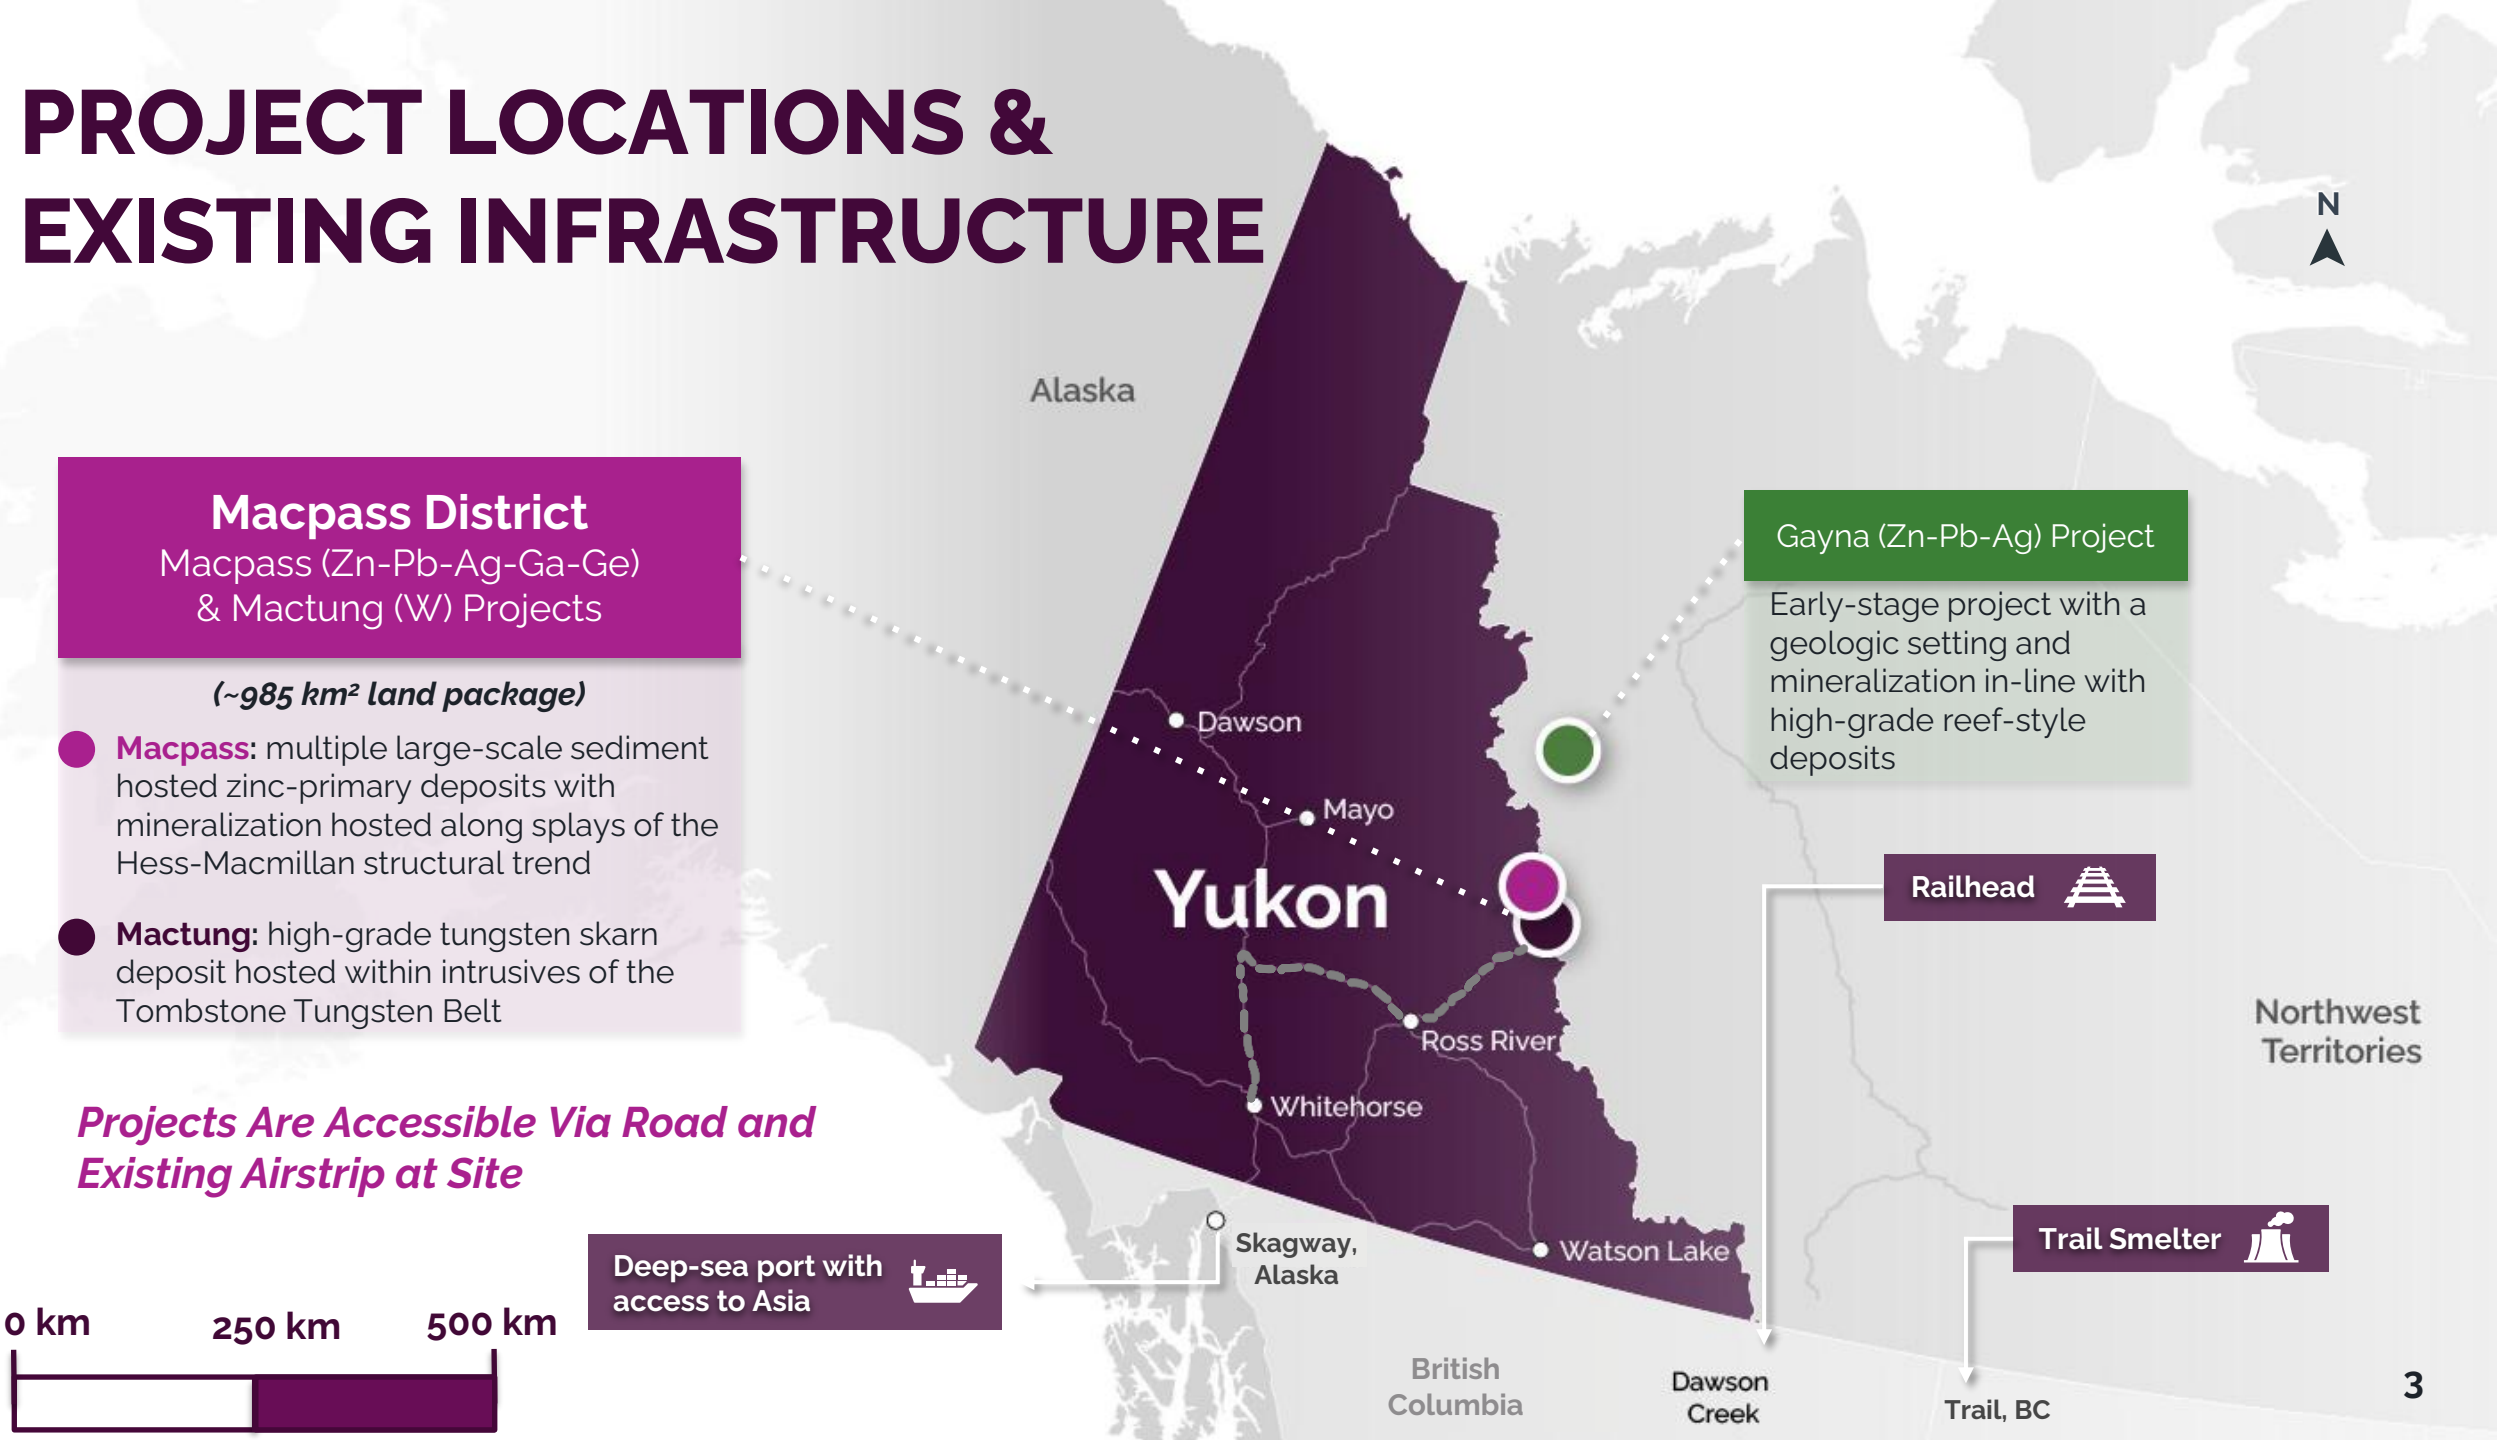 PROJECT LOCATIONS &
EXISTING INFRASTRUCTURE
N
Alaska
Macpass District
Macpass (Zn-Pb-Ag-Ga-Ge)
& Mactung (W) Projects
(~985 km² land package)
Macpass: multiple large-scale sediment
hosted zinc-primary deposits with
mineralization hosted along splays of the
Hess-Macmillan structural trend
Mactung: high-grade tungsten skarn
deposit hosted within intrusives of the
Tombstone Tungsten Belt
Projects Are Accessible Via Road and
Existing Airstrip at Site
Gayna (Zn-Pb-Ag) Project
Early-stage project with a
geologic setting and
mineralization in-line with
high-grade reef-style
deposits
Dawson
Mayo
Yukon
Ross River
Whitehorse
Watson Lake
Railhead
Northwest
Territories
Trail Smelter
Skagway,
Alaska
Deep-sea port with
access to Asia
0 km
250 km
500 km
British
Columbia
Dawson
Creek
Trail, BC
3